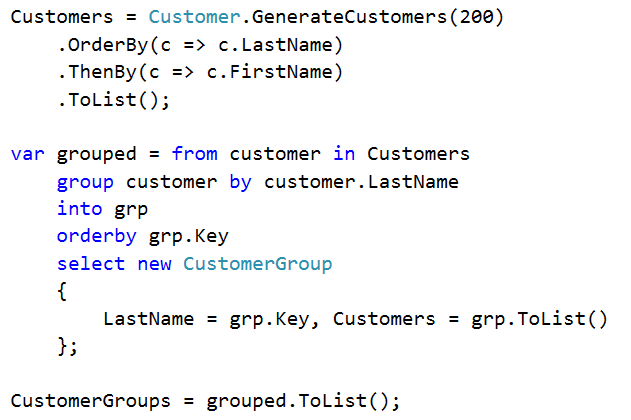 Customers = Customer.GenerateCustomers(200)
    .OrderBy(c => c.LastName)
    .ThenBy(c => c.FirstName)
    .ToList();

var grouped = from customer in Customers
    group customer by customer.LastName
    into grp
    orderby grp.Key
    select new CustomerGroup
    {
        LastName = grp.Key, Customers = grp.ToList()
    };

CustomerGroups = grouped.ToList();